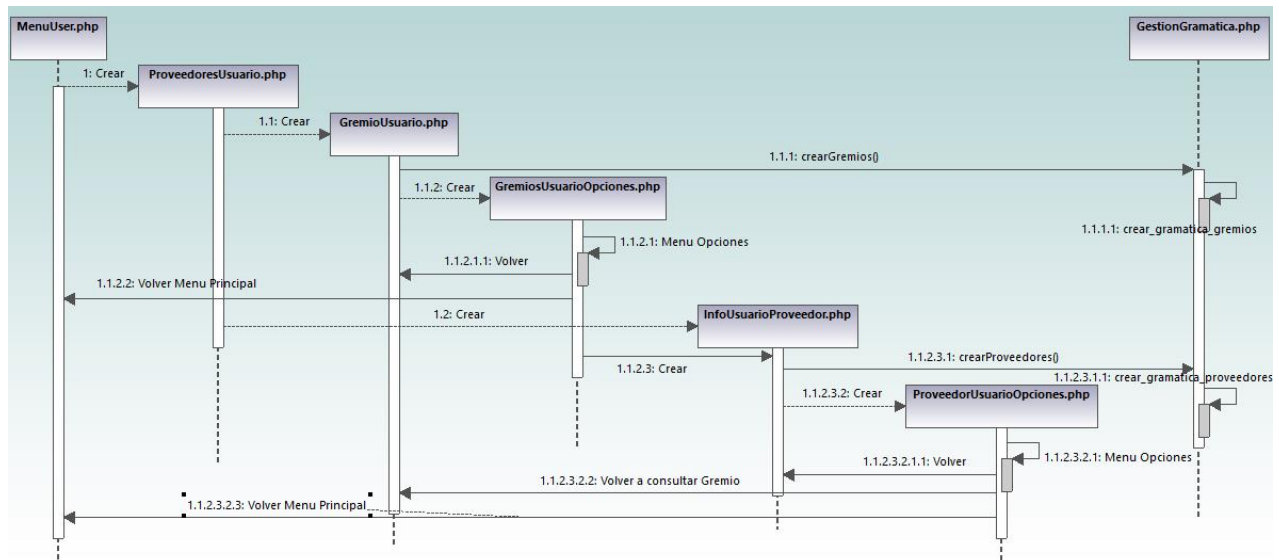 MenuUser.php
GestionGramatica.php
ProveedoresUsuario.php
1: Crear
GremioUsuario.php
1.1: Crear
1.1.1: crearGremios()
GremiosUsuarioOpciones.php
1.1.2: Crear
1.1.1.1: crear_gramatica_gremios
1.1.2.1: Menu Opciones
1.1.2.1.1: Volver
1.1.2.2: Volver Menu Principal
InfoUsuarioProveedor.php
1.2: Crear
1.1.2.3: Crear
1.1.2.3.1: crearProveedores()
1.1.2.3.1.1: crear_gramatica_proveedores
ProveedorUsuarioOpciones.php
1.1.2.3.2: Crear
1.1.2.3.2.1: Menu Opciones
1.1.2.3.2.1.1: Volver
1.1.2.3.2.2: Volver a consultar Gremio
1.1.2.3.2.3: Volver Menu Principal